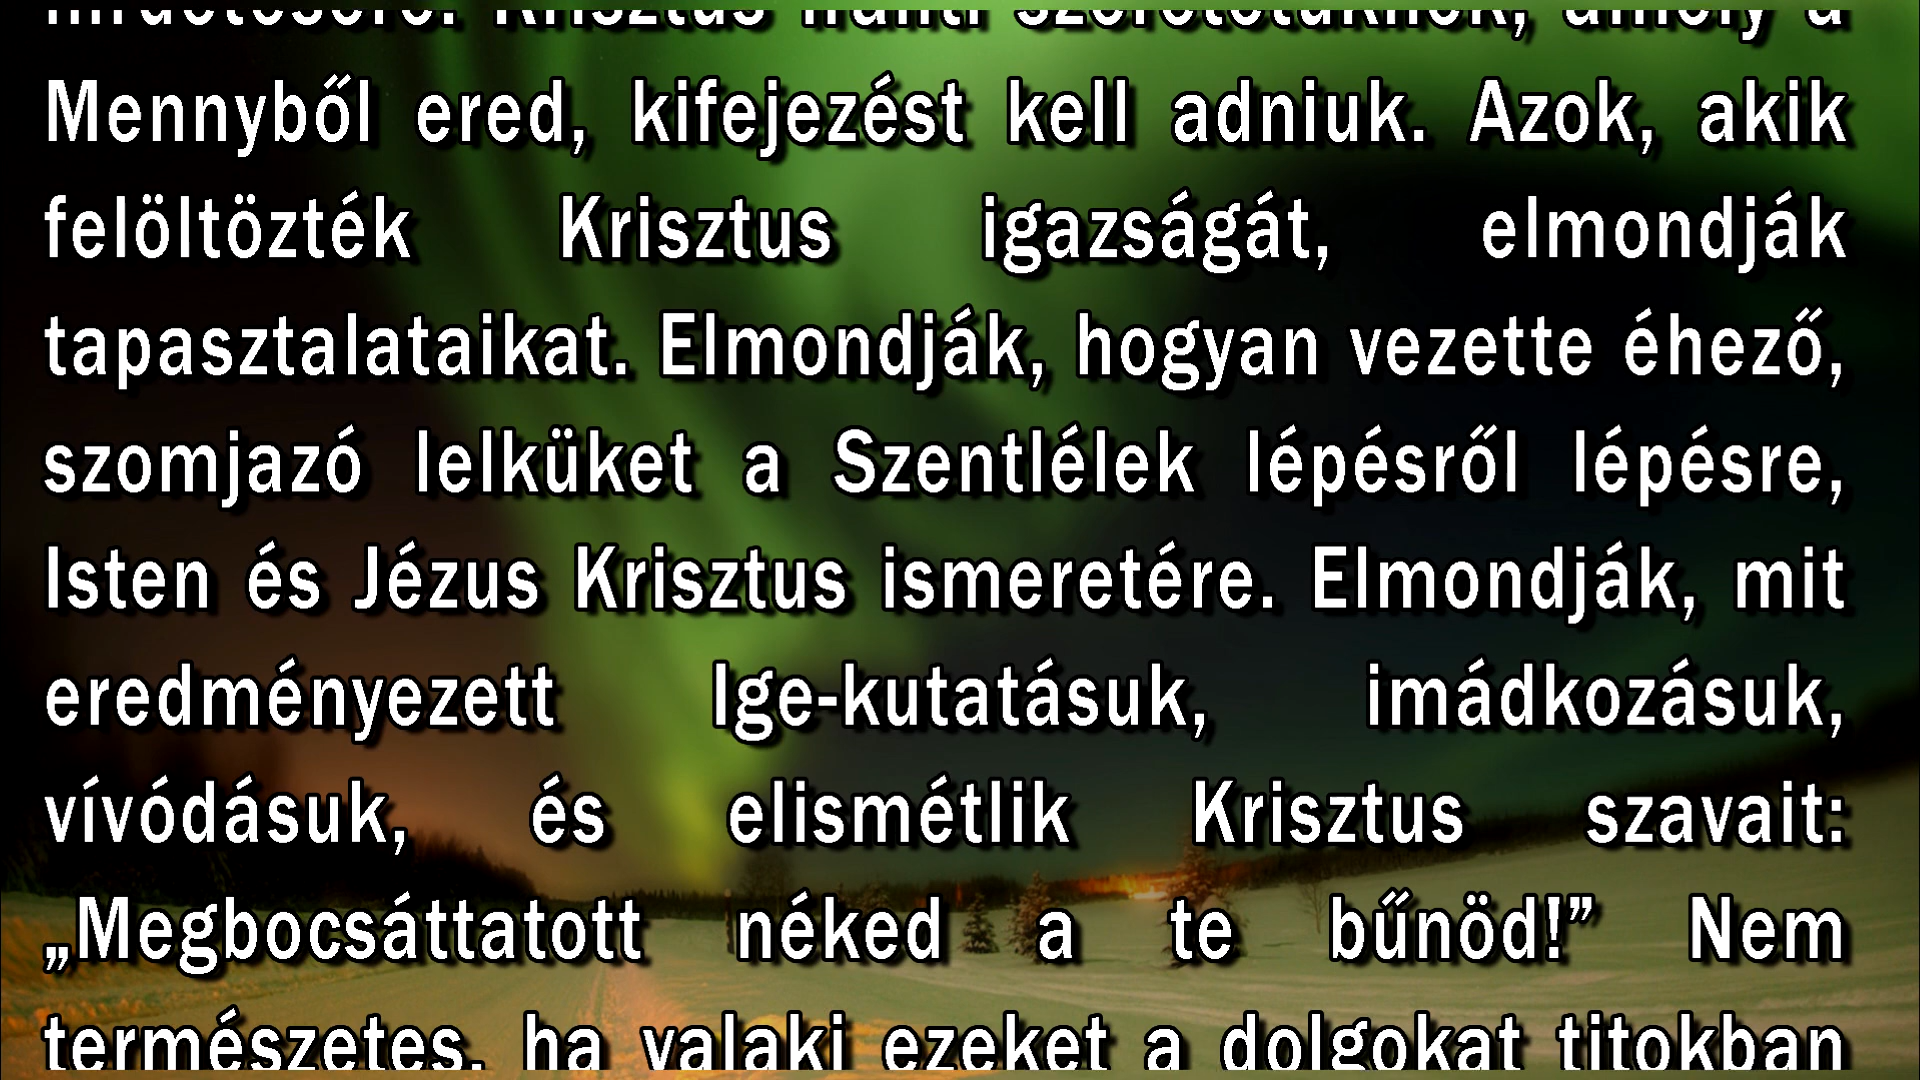 hirdetésére. Krisztus iránti szeretetüknek, amely a
Mennyből ered, kifejezést kell adniuk. Azok, akik
felöltözték Krisztus igazságát, elmondják
tapasztalataikat. Elmondják, hogyan vezette éhező,
szomjazó lelküket a Szentlélek lépésről lépésre,
Isten és Jézus Krisztus ismeretére. Elmondják, mit
eredményezett Ige-kutatásuk, imádkozásuk,
vívódásuk, és elismétlik Krisztus szavait:
„Megbocsáttatott néked a te bűnöd!” Nem
természetes, ha valaki ezeket a dolgokat titokban